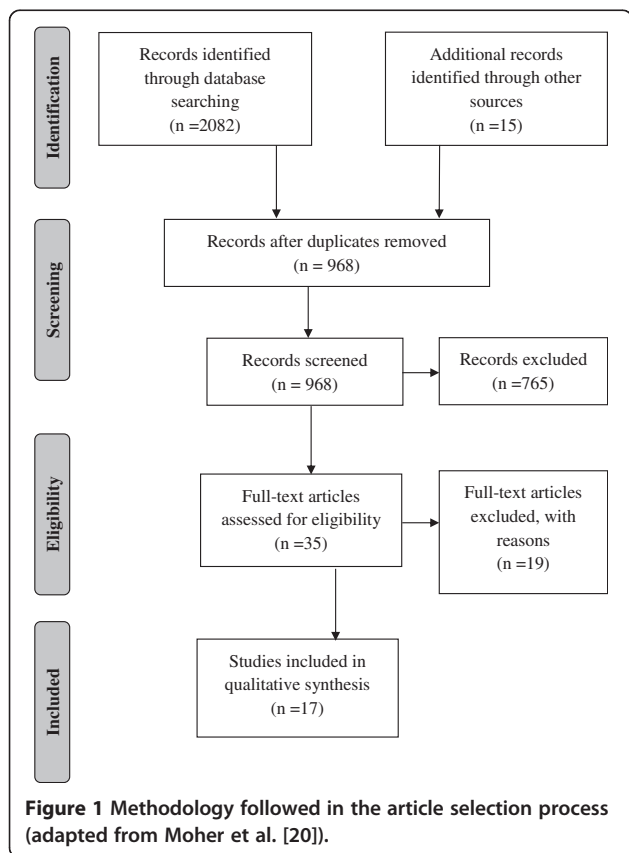 Identification
Records identified
through database
searching
(n =2082)
Additional records
identified through other
sources
(n =15)
Screening
Records after duplicates removed
(n = 968)
Records screened
(n = 968)
Records excluded
(n =765)
Eligibility
Full-text articles
assessed for eligibility
(n =35)
Full-text articles
excluded, with
reasons
(n =19)
Included
Studies included in
qualitative synthesis
(n =17)
Figure 1 Methodology followed in the article selection process
(adapted from Moher et al. [20]).